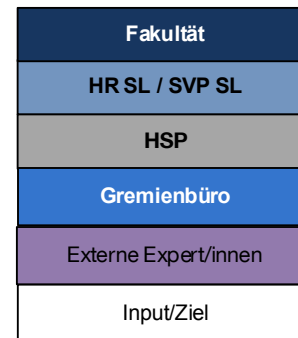 Fakultät
HR SL / SVP SL
HSP
Gremienbüro
Externe Expert/innen
Input/Ziel